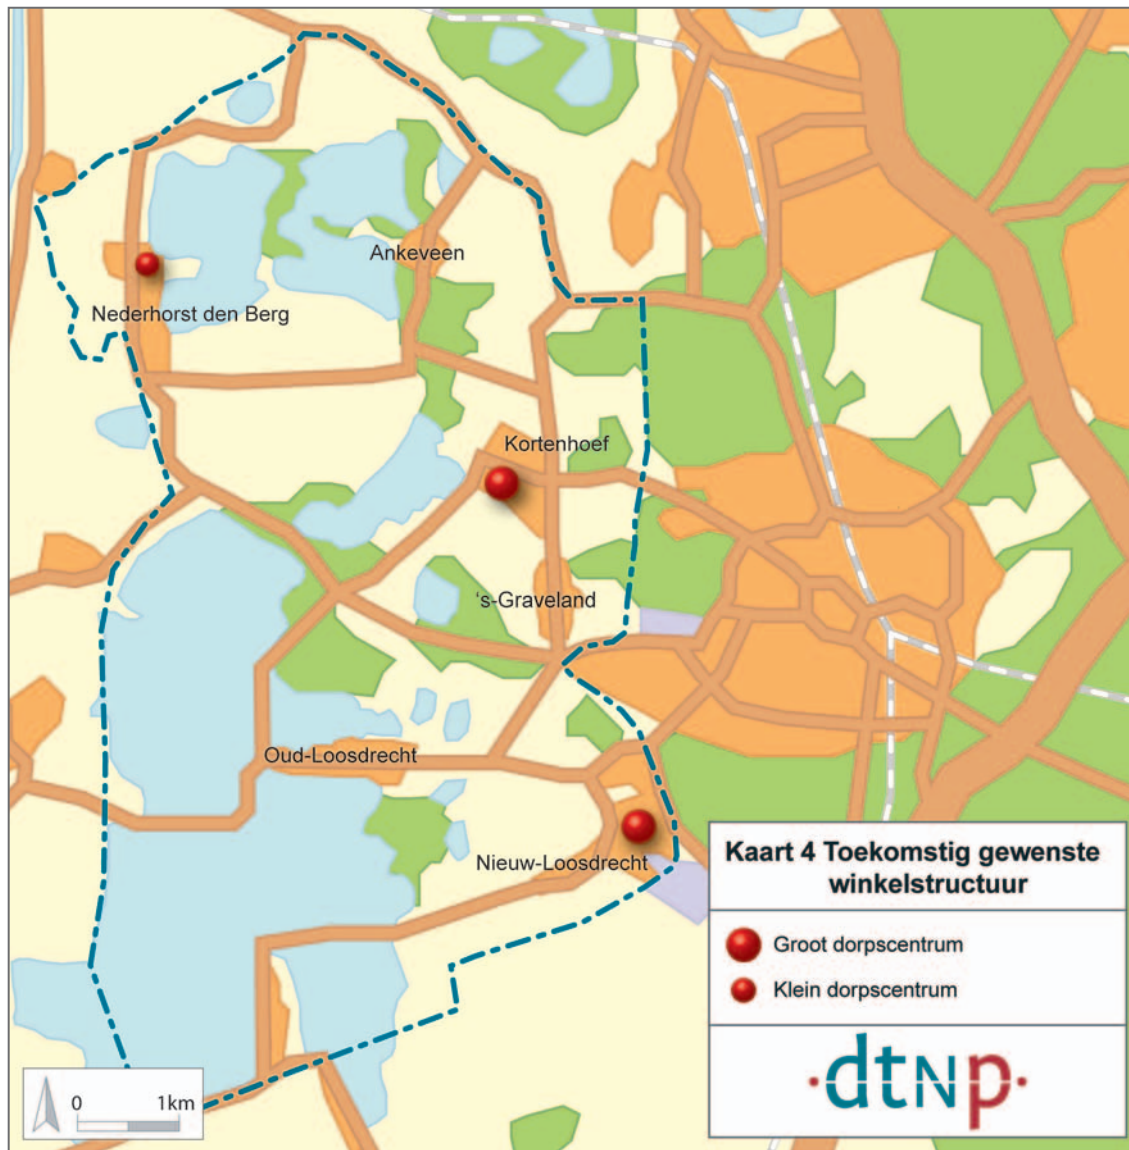 Ankeveen
Nederhorst den Berg
Kortenhoef
‘s-Graveland
Oud-Loosdrecht
Nieuw-Loosdrecht
Kaart 4 Toekomstig gewenste
winkelstructuur
Groot dorpscentrum
Klein dorpscentrum
·dtNp·
0 1km